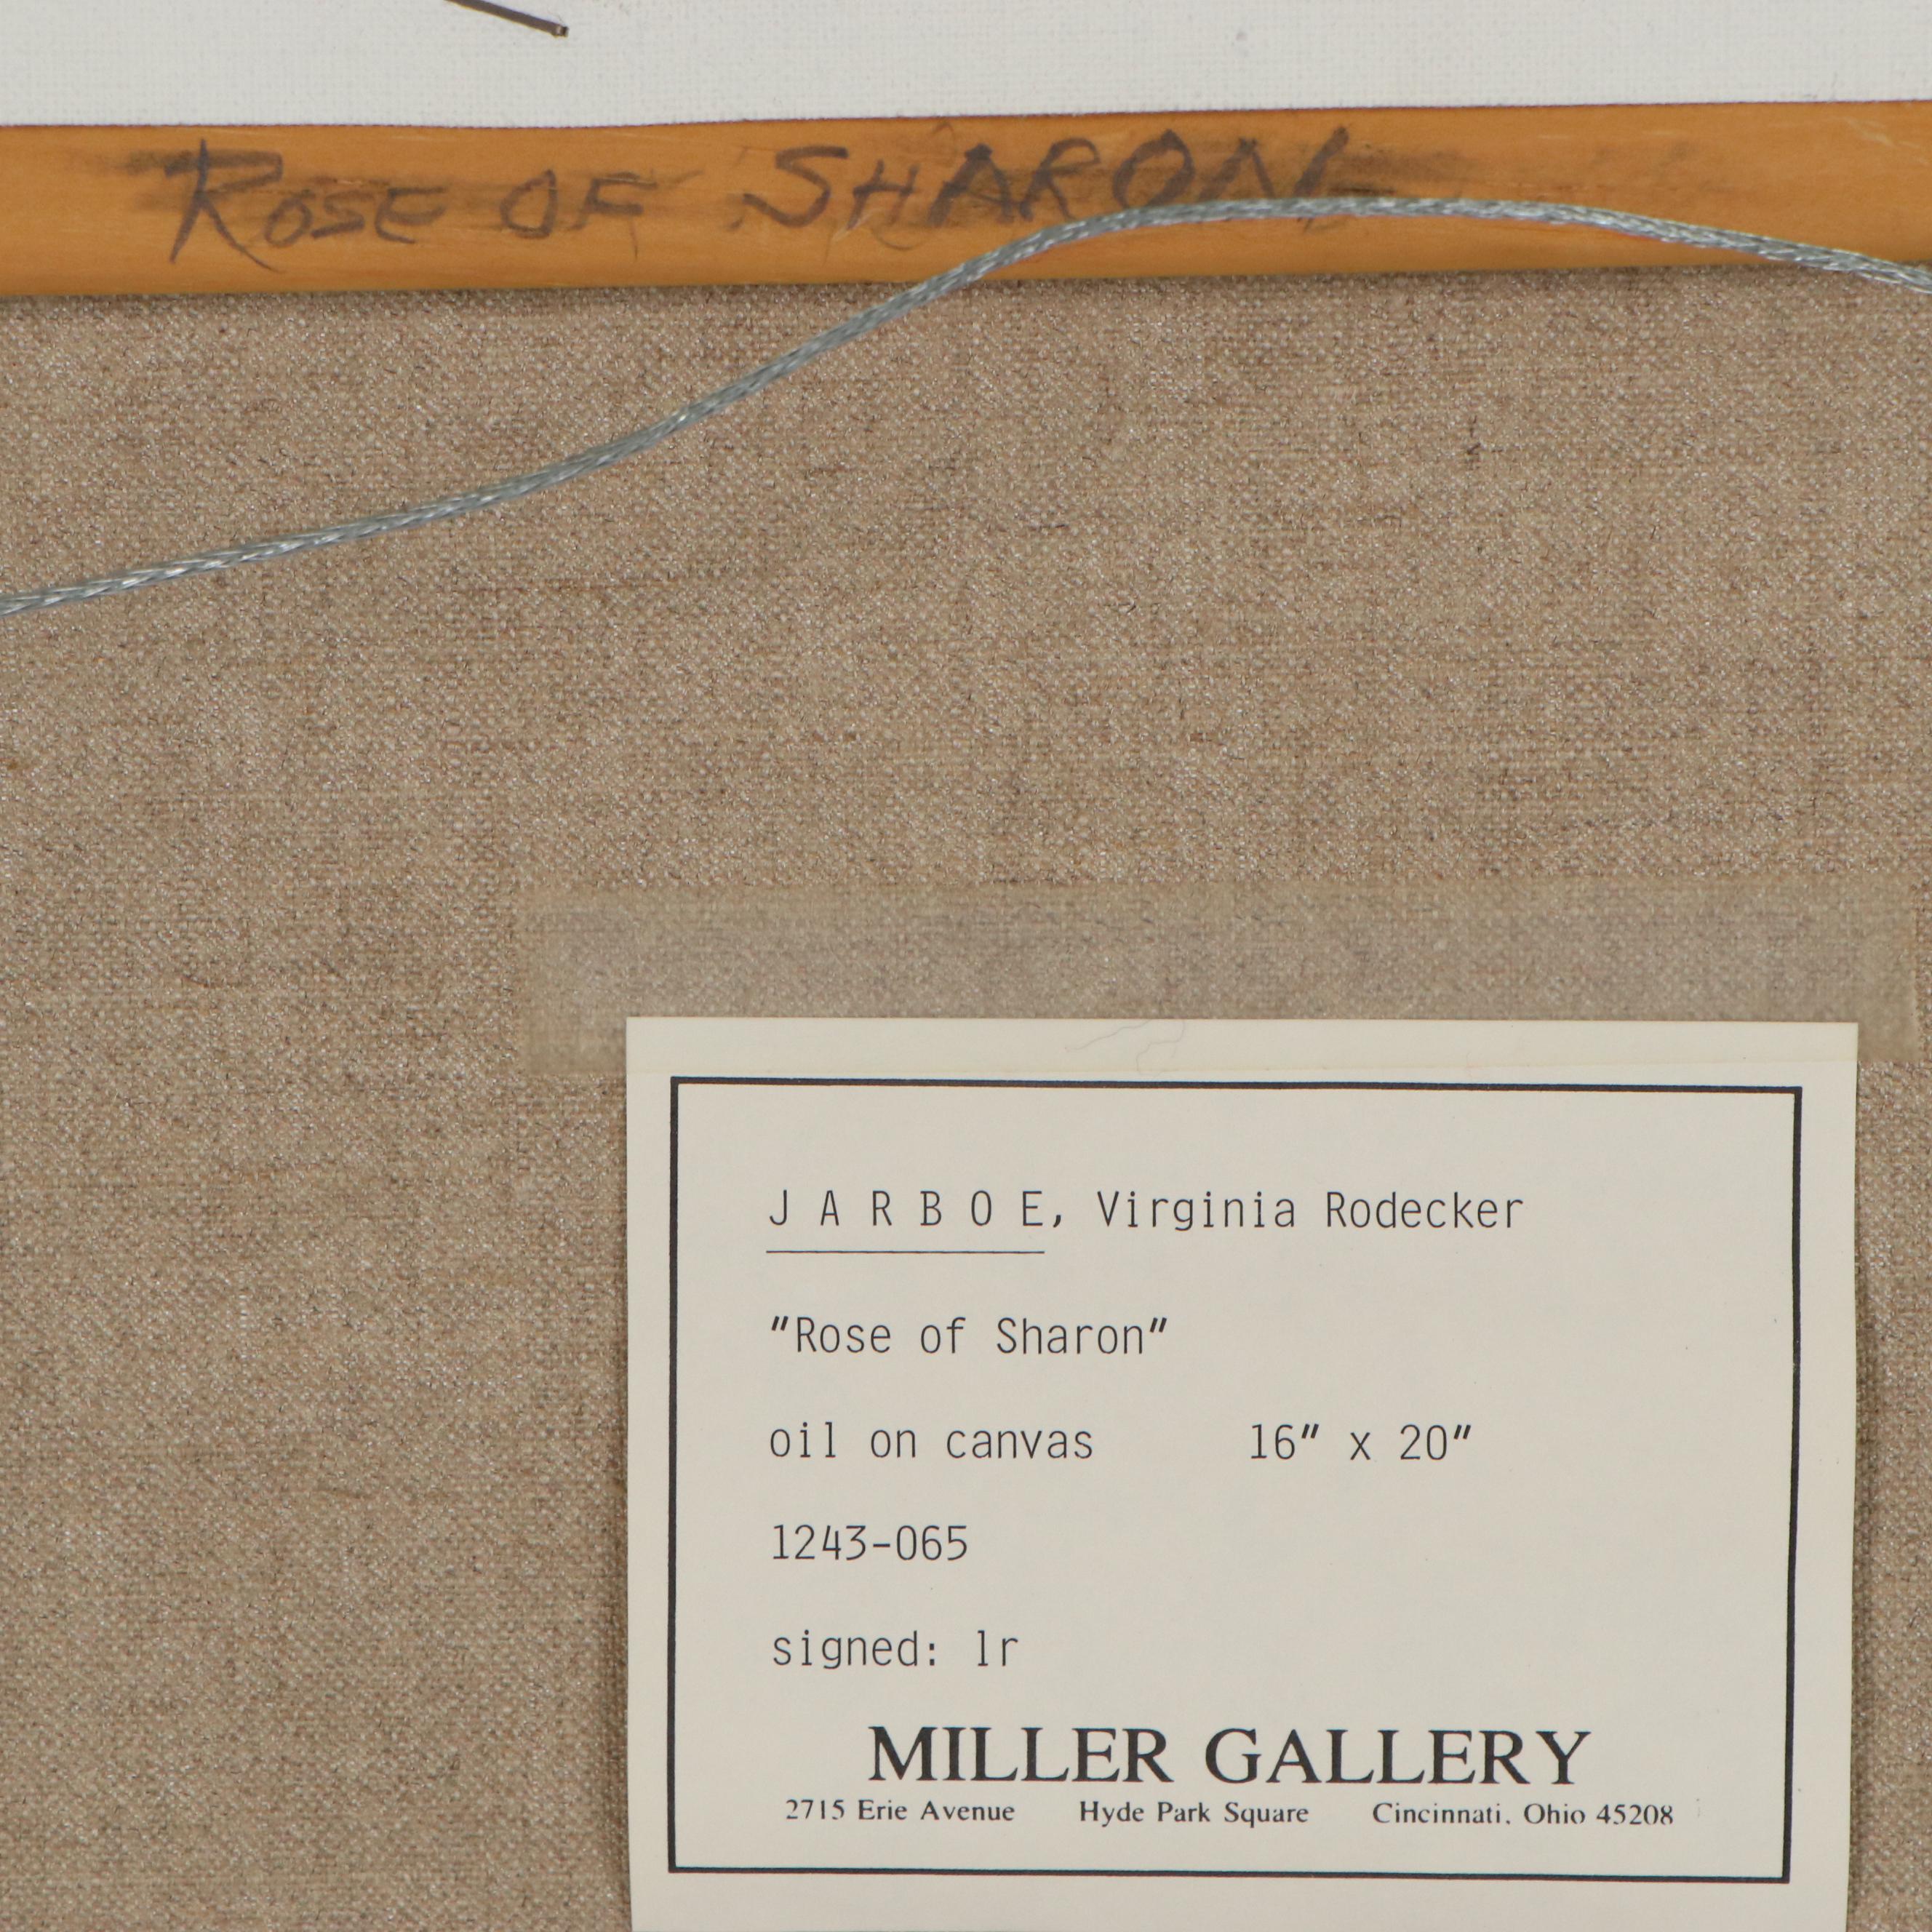 ROSE OF SHARON
J A R B O E, Virginia Rodecker
"Rose of Sharon"
oil on canvas 16" x 20"
1243-065
signed: lr
MILLER GALLERY
2715 Erie Avenue Hyde Park Square Cincinnati, Ohio 45208